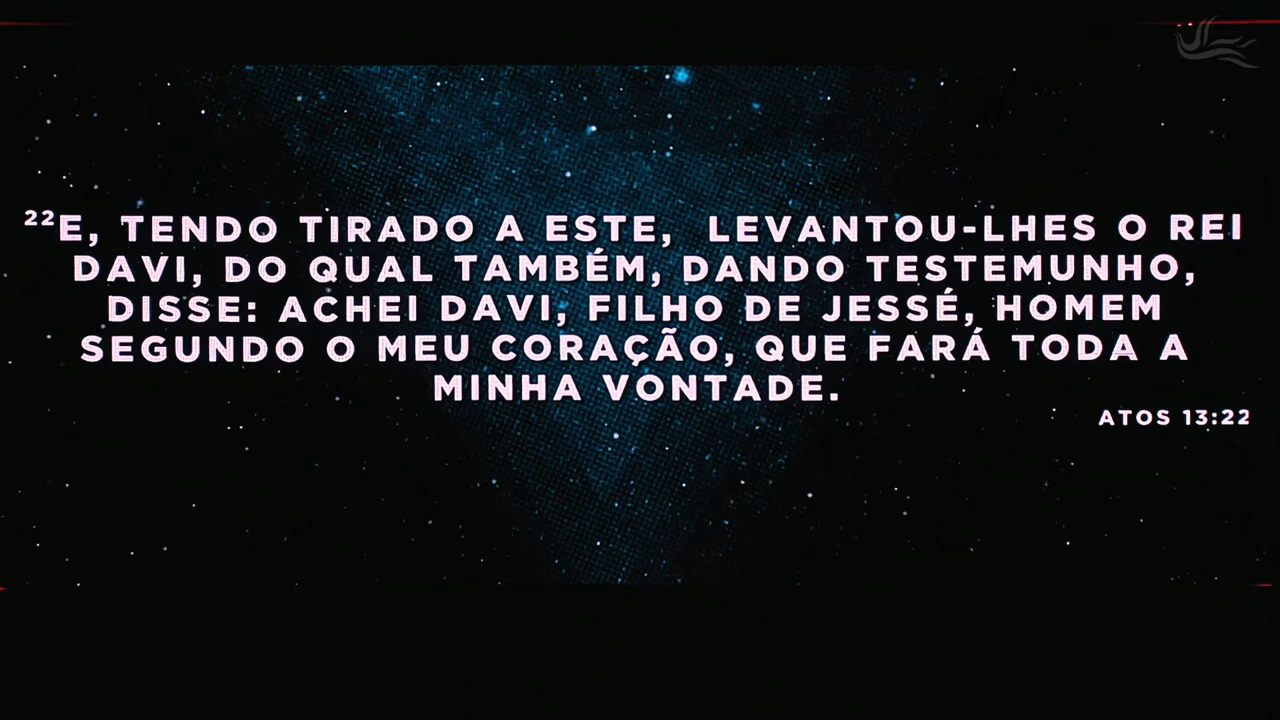 ²²E, TENDO TIRADO A ESTE, LEVANTOU-LHES O REI
DAVI, DO QUAL TAMBÉM, DANDO TESTEMUNHO,
DISSE: ACHEI DAVI, FILHO DE JESSÉ, HOMEM
SEGUNDO O MEU CORAÇÃO, QUE FARÁ TODA A
MINHA VONTADE.
ATOS 13:22